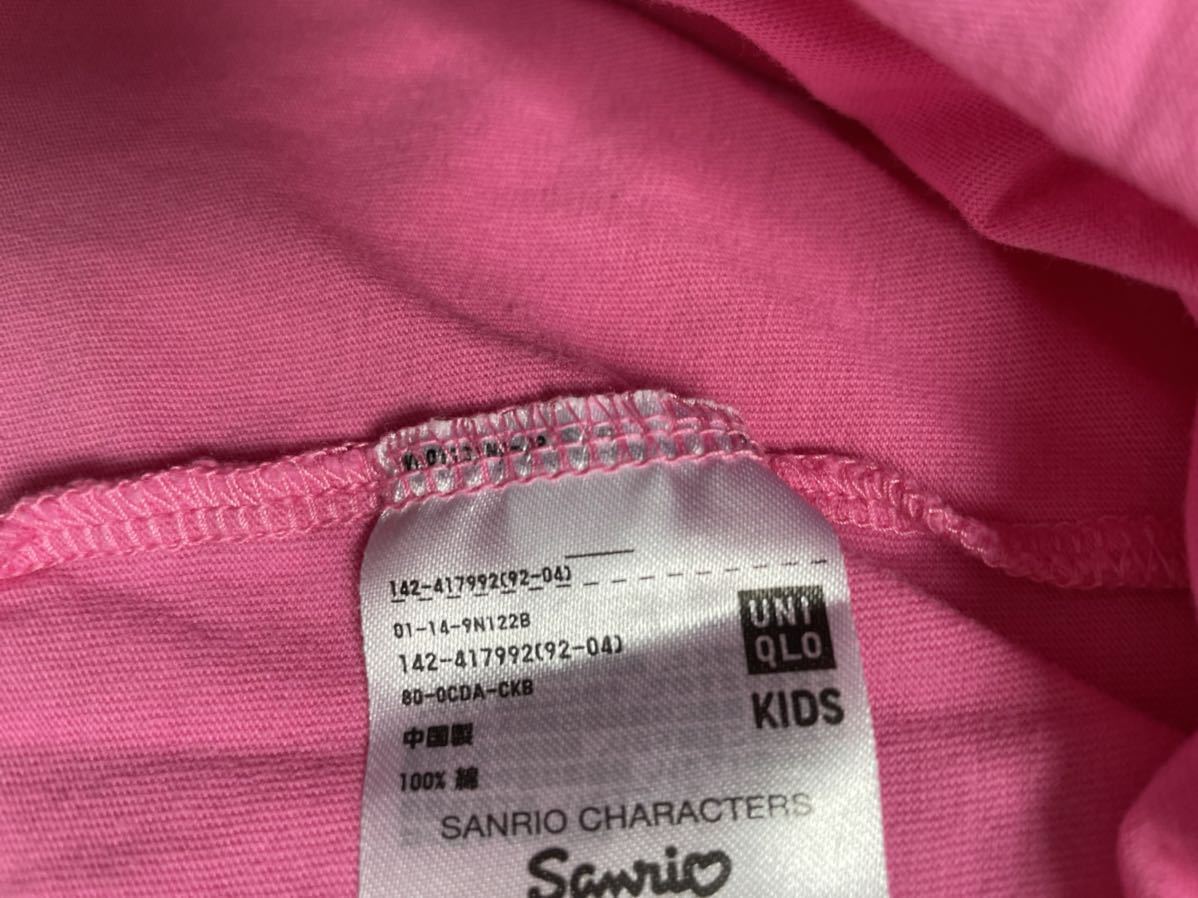 142-417992(92-04)
01-14-9N122B
142-417992(92-04)
80-0CDA-CKB
中国製
100% 綿
UNI
QLO
KIDS
SANRIO CHARACTERS
Sanrio